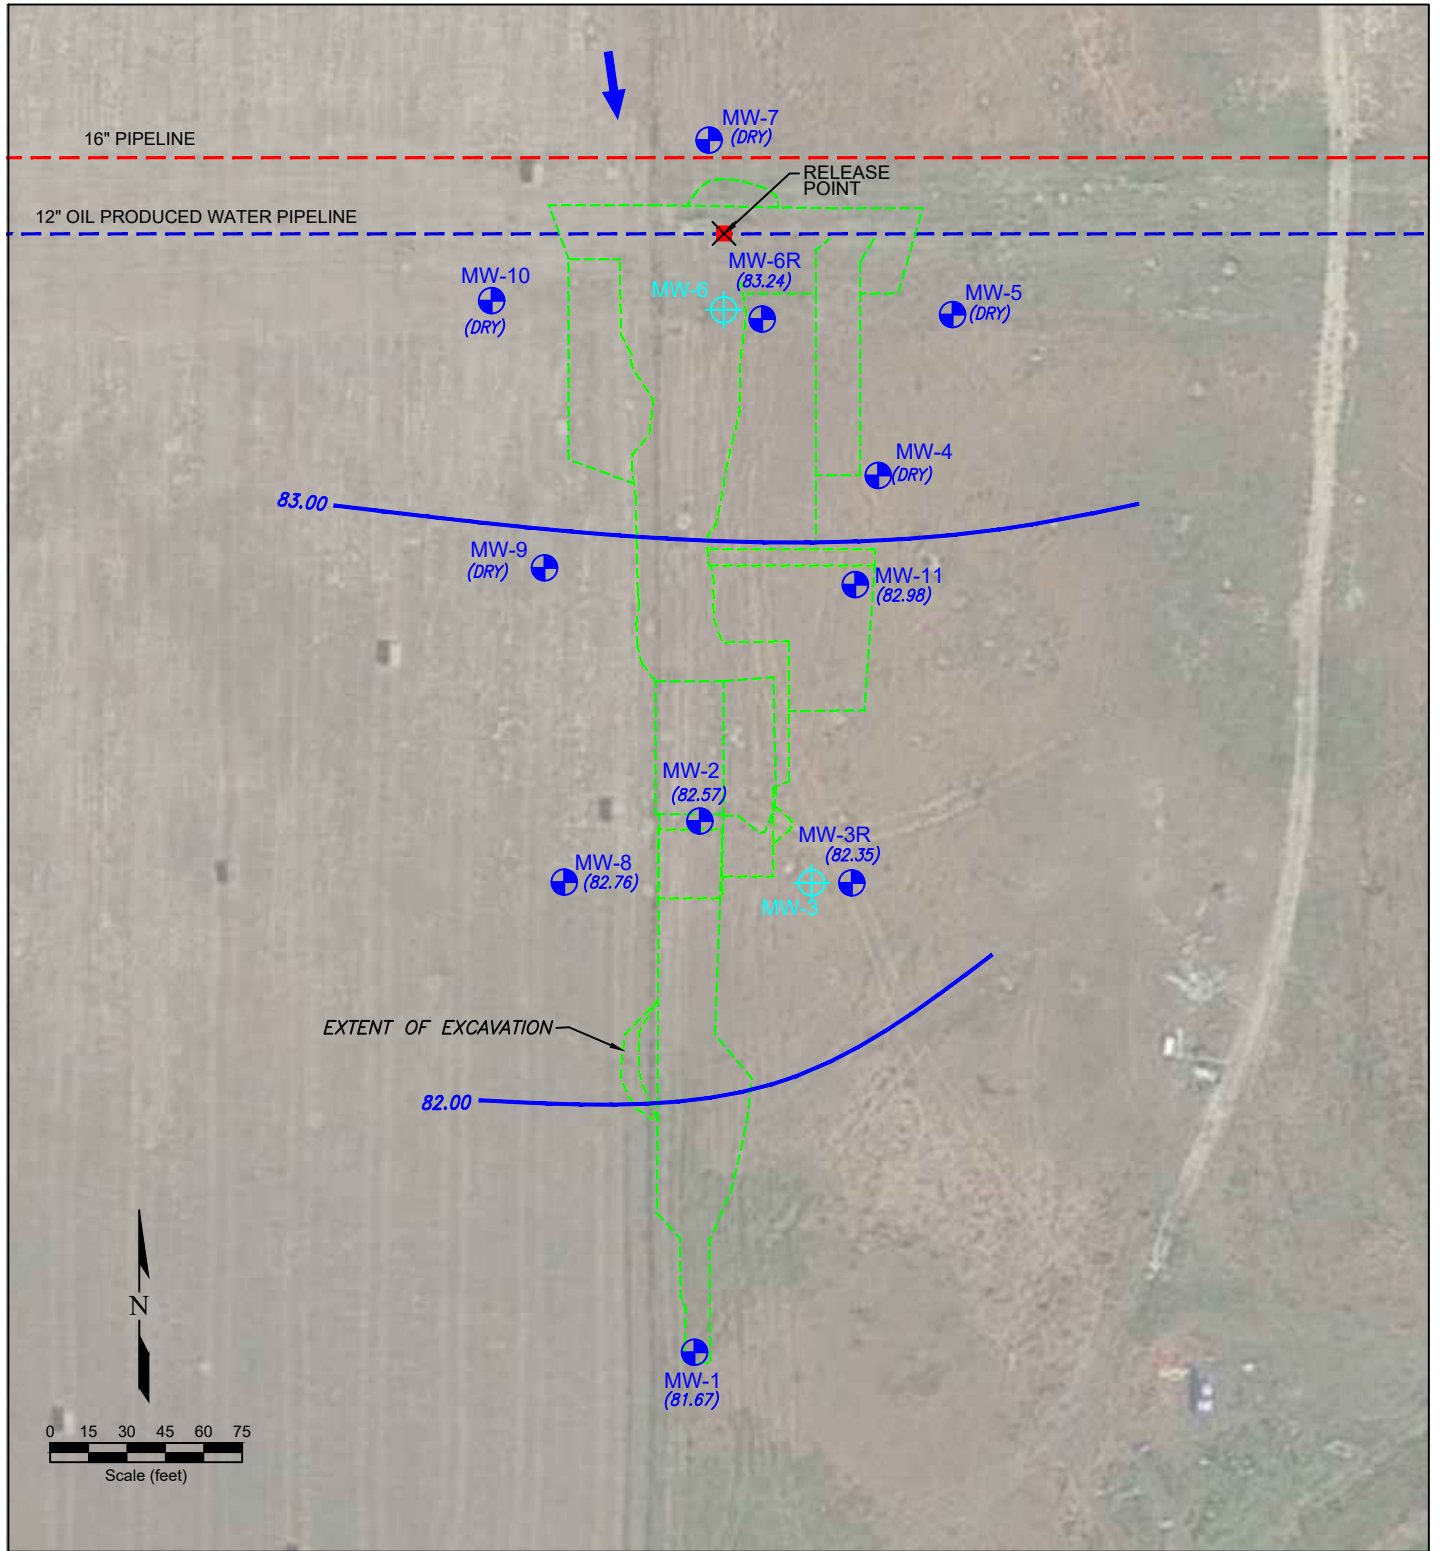 MW-7
(DRY)
16" PIPELINE
RELEASE
POINT
12" OIL PRODUCED WATER PIPELINE
MW-6R
(83.24)
MW-10
(DRY)
MW-6
MW-5
(DRY)
MW-4
(DRY)
83.00
MW-9
(DRY)
MW-11
(82.98)
MW-2
(82.57)
MW-3R
(82.35)
MW-8
(82.76)
MW-3
EXTENT OF EXCAVATION
82.00
N
MW-1
(81.67)
0 15 30 45 60 75
Scale (feet)